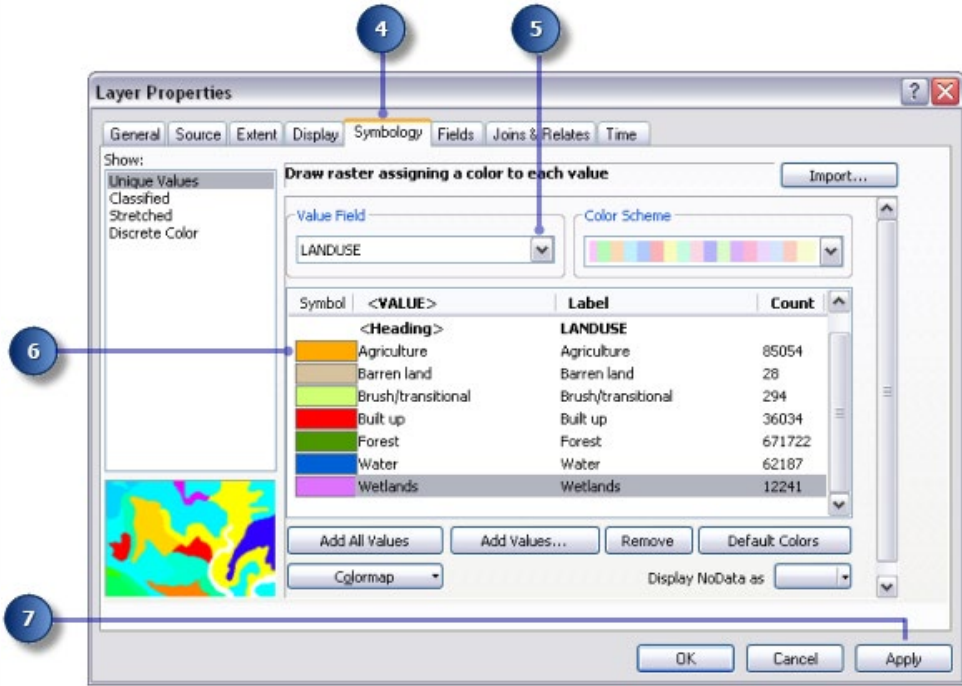 4 5
Layer Properties
General Source Extent Display Symbology Fields Joins & Relates Time
Show:
Unique Values
Classified
Stretched
Discrete Color
Draw raster assigning a color to each value
Import...
Value Field
LANDUSE
Color Scheme
Symbol <VALUE> Label Count
<Heading> LANDUSE
6
Agriculture Agriculture 85054
Barren land Barren land 28
Brush/transitional Brush/transitional 294
Built up Built up 36034
Forest Forest 671722
Water Water 62187
Wetlands Wetlands 12241
Add All Values Add Values... Remove Default Colors
Colormap Display NoData as
7
OK Cancel Apply